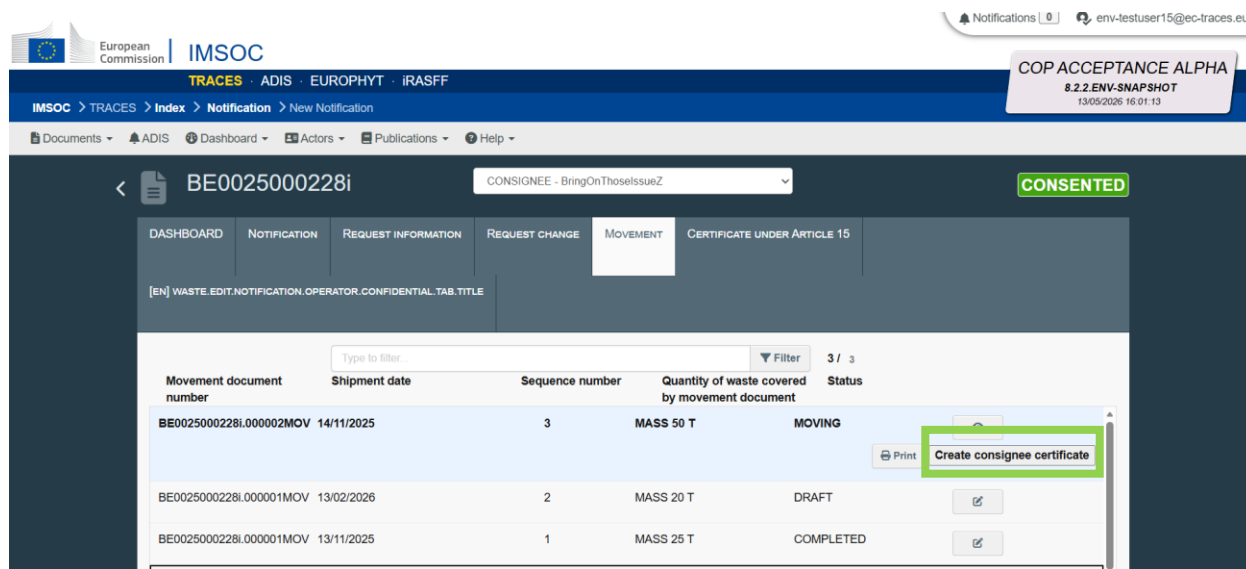 Notifications 0 env-testuser15@ec-traces.eu
European
Commission
IMSOC
TRACES · ADIS · EUROPHYT · iRASFF
COP ACCEPTANCE ALPHA
8.2.2.ENV-SNAPSHOT
13/05/2026 16:01:13
IMSOC > TRACES > Index > Notification > New Notification
Documents ADIS Dashboard Actors Publications Help
BE0025000228i CONSIGNEE - BringOnThoseIssueZ CONSENTED
DASHBOARD NOTIFICATION REQUEST INFORMATION REQUEST CHANGE MOVEMENT CERTIFICATE UNDER ARTICLE 15
[EN] WASTE.EDIT.NOTIFICATION.OPERATOR.CONFIDENTIAL.TAB.TITLE
Type to filter... Filter 3 / 3
Movement document number Shipment date Sequence number Quantity of waste covered by movement document Status
BE0025000228i.000002MOV 14/11/2025 3 MASS 50 T MOVING
Print Create consignee certificate
BE0025000228i.000001MOV 13/02/2026 2 MASS 20 T DRAFT
BE0025000228i.000001MOV 13/11/2025 1 MASS 25 T COMPLETED